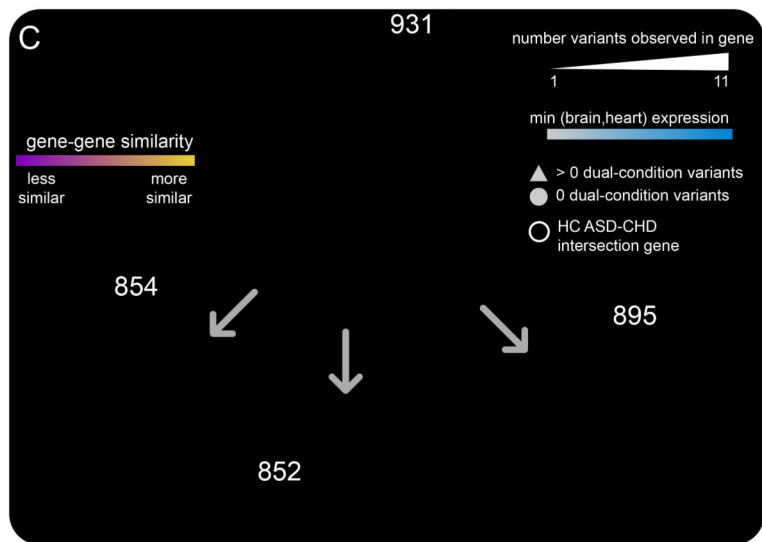 C
931
number variants observed in gene
1 11
min (brain,heart) expression
gene-gene similarity
less more
similar similar
> 0 dual-condition variants
0 dual-condition variants
HC ASD-CHD
intersection gene
854
895
852